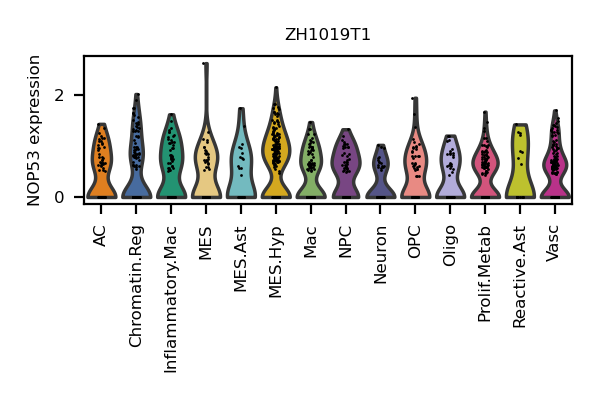 ZH1019T1
NOP53 expression
2
0
AC
Chromatin.Reg
Inflammatory.Mac
MES
MES.Ast
MES.Hyp
Mac
NPC
Neuron
OPC
Oligo
Prolif.Metab
Reactive.Ast
Vasc